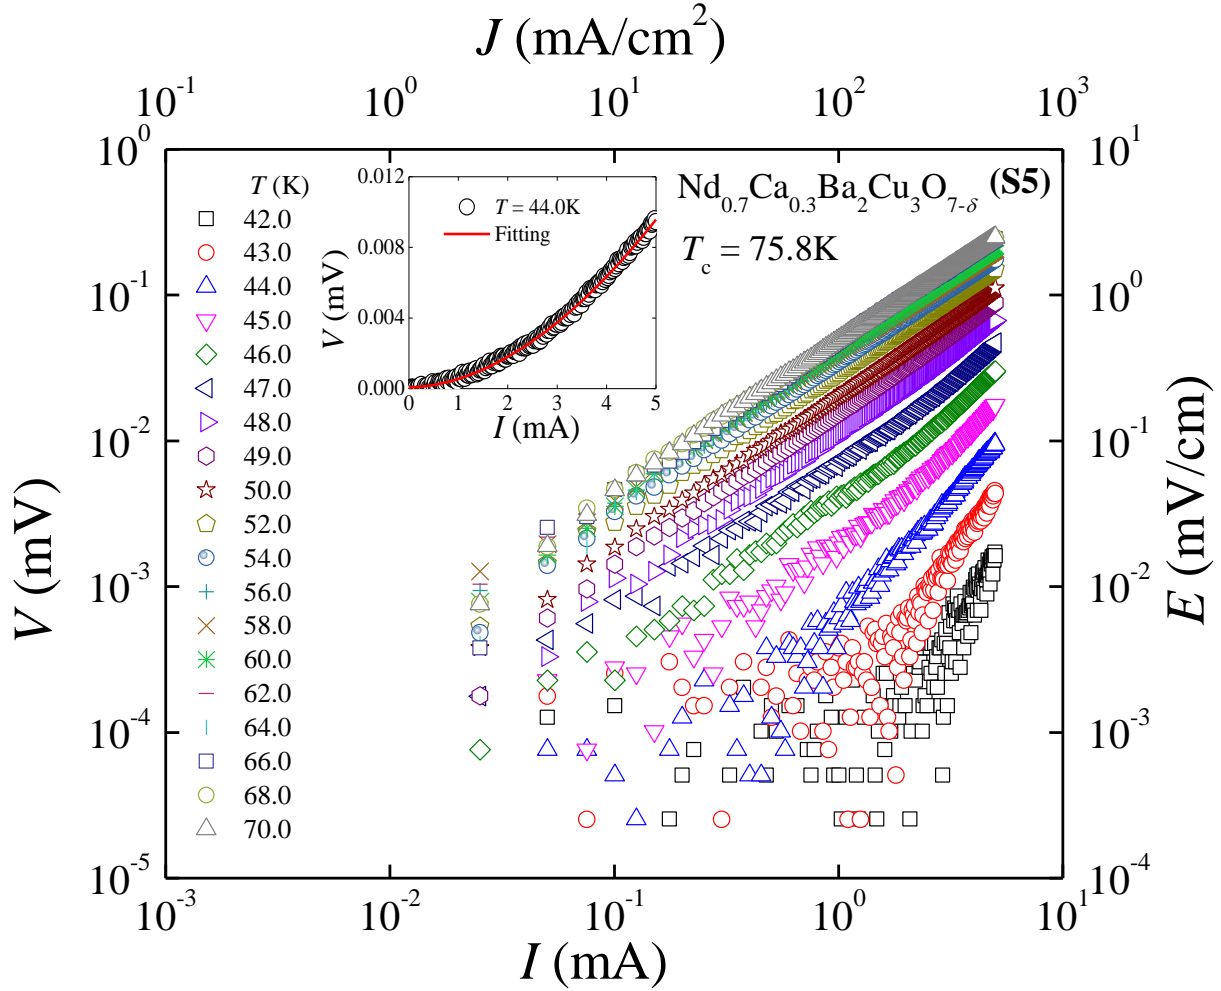 J (mA/cm²)
10⁻¹ 10⁰ 10¹ 10² 10³
10⁰ 10¹
T (K)
0.012
Nd₀.₇Ca₀.₃Ba₂Cu₃O₇₋δ (S5)
42.0
T = 44.0K
43.0
Fitting
0.008
T_c = 75.8K
44.0
10⁻¹ 10⁰
45.0
V (mV)
0.004
46.0
47.0
0.000
0 1 2 3 4 5
48.0
I (mA)
10⁻² 10⁻¹
49.0
50.0
52.0
54.0
V (mV)
E (mV/cm)
10⁻³ 10⁻²
56.0
58.0
60.0
62.0
64.0
10⁻⁴ 10⁻³
66.0
68.0
70.0
10⁻⁵ 10⁻⁴
10⁻³ 10⁻² 10⁻¹ 10⁰ 10¹
I (mA)